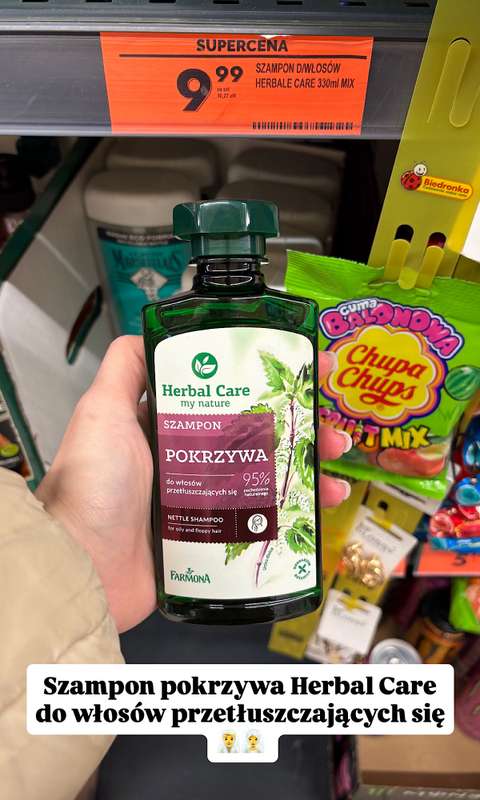 SUPERCENA
9 99
SZAMPON D/WŁOSÓW
HERBALE CARE 330ml MIX
Biedronka
GUMA
BALONOWA
Chupa
Chups
FRUIT MIX
Herbal Care
my nature
SZAMPON
POKRZYWA
do włosów
przetłuszczających się
95%
pochodzenia
naturalnego
NETTLE SHAMPOO
for oily and floppy hair
FARMONA
Szampon pokrzywa Herbal Care
do włosów przetłuszczających się